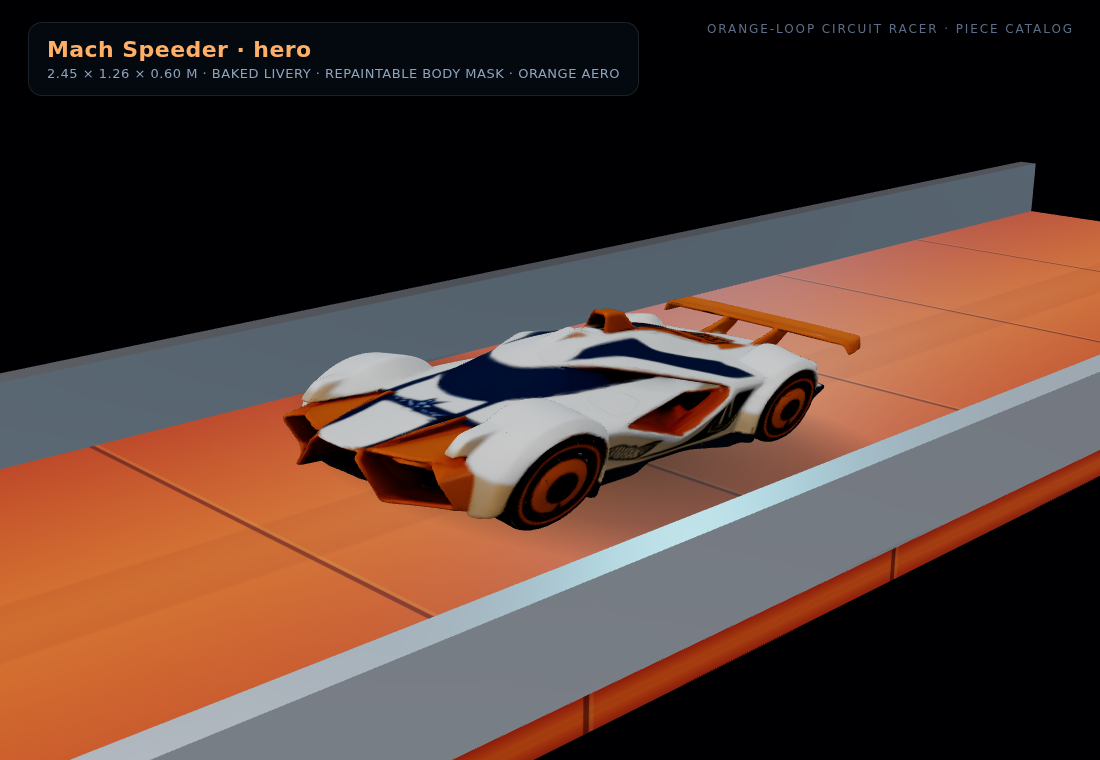 Mach Speeder · hero
2.45 × 1.26 × 0.60 M · BAKED LIVERY · REPAINTABLE BODY MASK · ORANGE AERO
ORANGE-LOOP CIRCUIT RACER · PIECE CATALOG